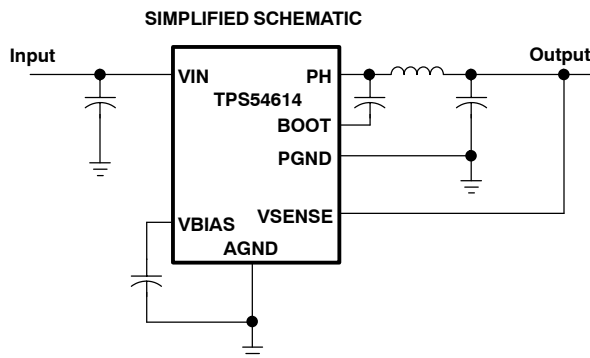 SIMPLIFIED SCHEMATIC
Input
Output
VIN
PH
TPS54614
BOOT
PGND
VBIAS
VSENSE
AGND